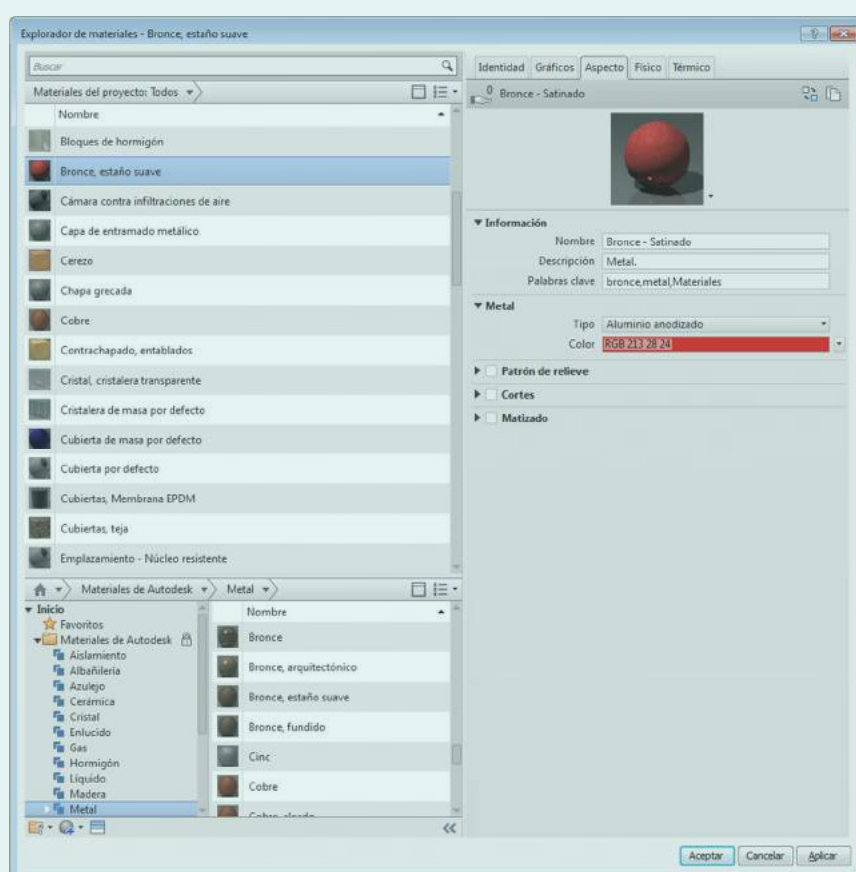 Explorador de materiales - Bronce, estaño suave
Buscar
Materiales del proyecto: Todos
Nombre
Bloques de hormigón
Bronce, estaño suave
Cámara contra infiltraciones de aire
Capa de entramado metálico
Cerezo
Chapa grecada
Cobre
Contrachapado, entablados
Cristal, cristalera transparente
Cristalera de masa por defecto
Cubierta de masa por defecto
Cubierta por defecto
Cubiertas, Membrana EPDM
Cubiertas, teja
Emplazamiento - Núcleo resistente
Materiales de Autodesk
Metal
Inicio
Favoritos
Materiales de Autodesk
Aislamiento
Albañilería
Azulejo
Cerámica
Cristal
Enlucido
Gas
Hormigón
Líquido
Madera
Metal
Nombre
Bronce
Bronce, arquitectónico
Bronce, estaño suave
Bronce, fundido
Cinc
Cobre
Identidad Gráficos Aspecto Físico Térmico
0 Bronce - Satinado
Información
Nombre Bronce - Satinado
Descripción Metal.
Palabras clave bronce,metal,Materiales
Metal
Tipo Aluminio anodizado
Color RGB 213 28 24
Patrón de relieve
Cortes
Matizado
Aceptar Cancelar Aplicar